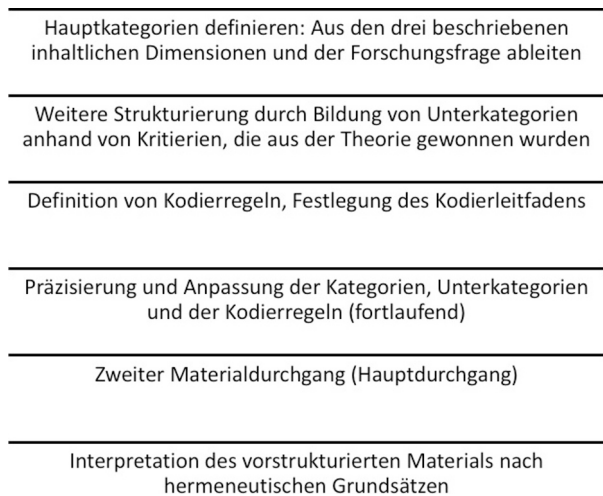 Hauptkategorien definieren: Aus den drei beschriebenen
inhaltlichen Dimensionen und der Forschungsfrage ableiten
Weitere Strukturierung durch Bildung von Unterkategorien
anhand von Kritierien, die aus der Theorie gewonnen wurden
Definition von Kodierregeln, Festlegung des Kodierleitfadens
Präzisierung und Anpassung der Kategorien, Unterkategorien
und der Kodierregeln (fortlaufend)
Zweiter Materialdurchgang (Hauptdurchgang)
Interpretation des vorstrukturierten Materials nach
hermeneutischen Grundsätzen